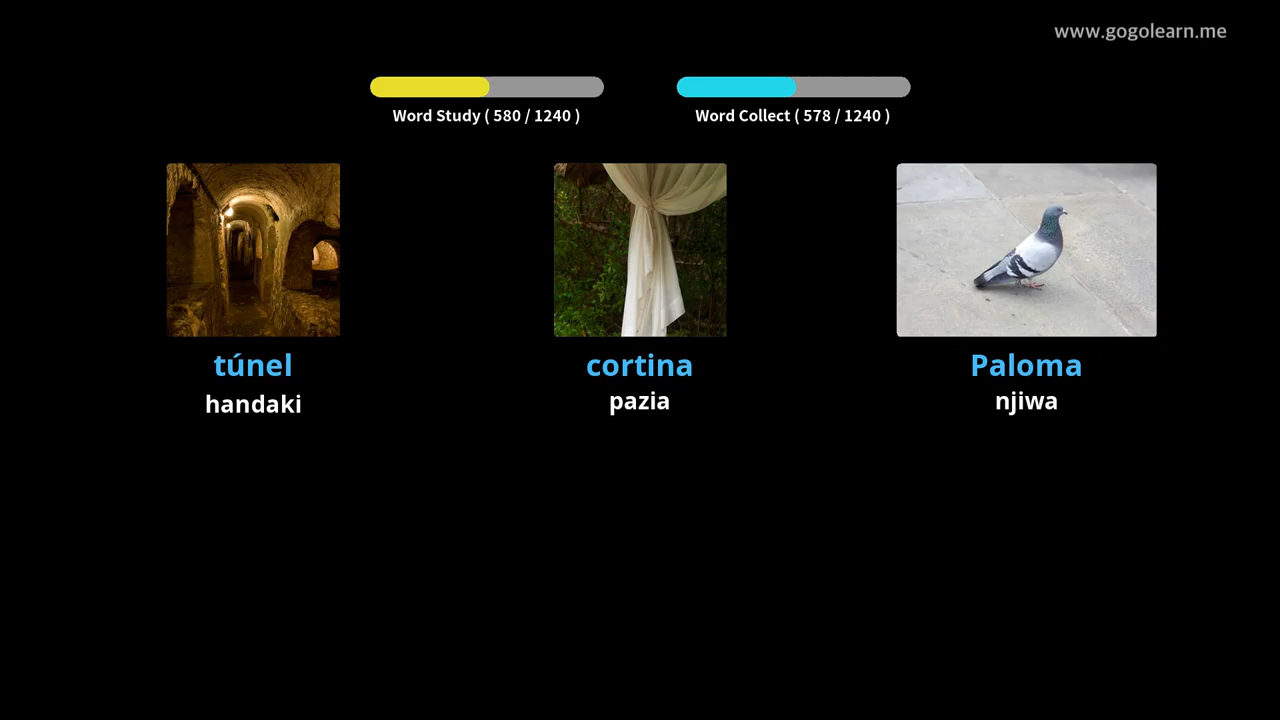 www.gogolearn.me
Word Study ( 580 / 1240 )
Word Collect ( 578 / 1240 )
túnel
handaki
cortina
pazia
Paloma
njiwa